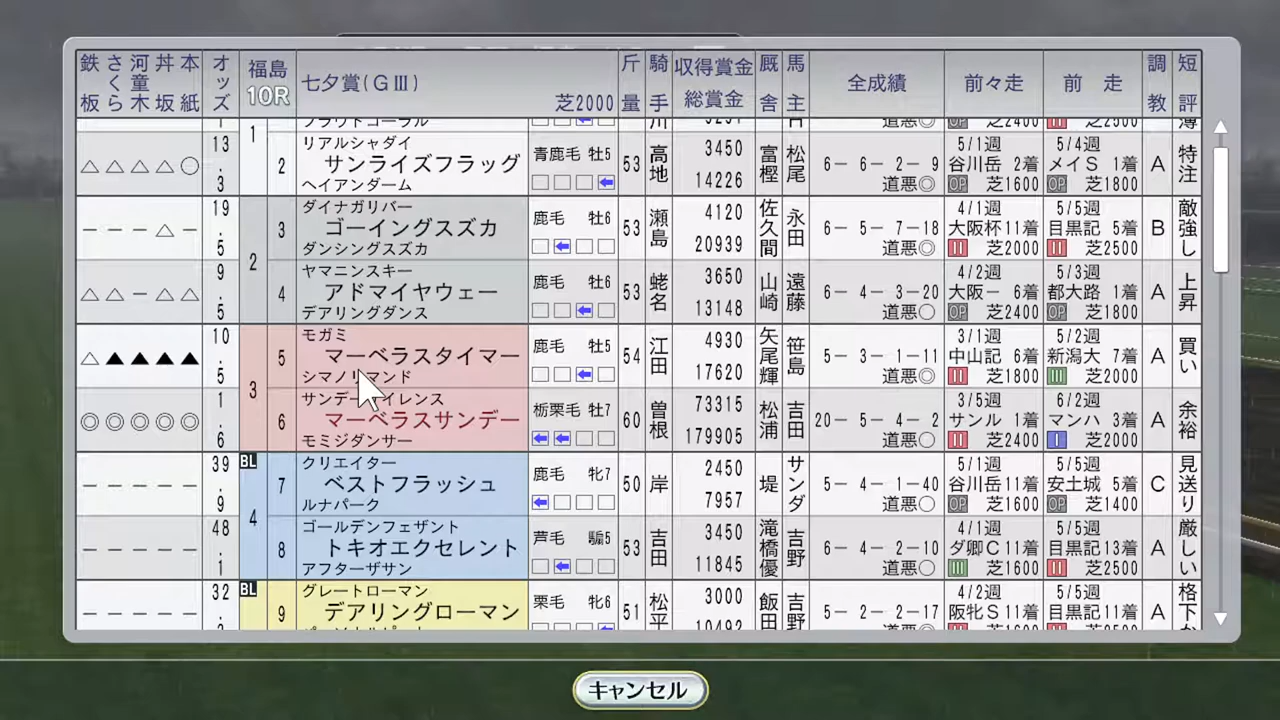 鉄板 さくら 河童木 丼坂 本紙 オッズ 福島 10R 七夕賞(GⅢ) 芝2000 斤量 騎手 収得賞金 総賞金 厩舎 馬主 全成績 前々走 前 走 調教 短評
1 2 △△△△○ 13.3 リアルシャダイ サンライズフラッグ ヘイアンダーム 青鹿毛 牡5 53 高地 3450 14226 富樫 松尾 6- 6- 2- 9 道悪◎ 5/1週 谷川岳 2着 OP 芝1600 5/4週 メイS 1着 OP 芝1800 A 特注
2 3 −−−△− 19.5 ダイナガリバー ゴーイングスズカ ダンシングスズカ 鹿毛 牡6 53 瀬島 4120 20939 佐久間 永田 6- 5- 7-18 道悪◎ 4/1週 大阪杯11着 Ⅱ 芝2000 5/5週 目黒記 5着 Ⅱ 芝2500 B 敵強し
4 △△−△△ 9.5 ヤマニンスキー アドマイヤウェー デアリングダンス 鹿毛 牡6 53 蛯名 3650 13148 山崎 遠藤 6- 4- 3-20 道悪○ 4/2週 大阪― 6着 OP 芝2400 5/3週 都大路 1着 OP 芝1800 A 上昇
3 5 △▲▲▲▲ 10.5 モガミ マーベラスタイマー シマノリマンド 鹿毛 牡5 54 江田 4930 17620 矢尾輝 笹島 5- 3- 1-11 道悪◎ 3/1週 中山記 6着 Ⅱ 芝1800 5/2週 新潟大 7着 Ⅲ 芝2000 A 買い
6 ◎◎◎◎◎ 1.6 サンデーサイレンス マーベラスサンデー モミジダンサー 栃栗毛 牡7 60 曽根 73315 179905 松浦 吉田 20- 5- 4- 2 道悪○ 3/5週 サンル 1着 Ⅱ 芝2400 6/2週 マンハ 3着 Ⅰ 芝2000 A 余裕
4 7 BL −−−−− 39.9 クリエイター ベストフラッシュ ルナパーク 鹿毛 牝7 50 岸 2450 7957 堤 サンダ 5- 4- 1-40 道悪○ 5/1週 谷川岳11着 OP 芝1600 5/5週 安土城 5着 OP 芝1400 C 見送り
8 −−−−− 48.1 ゴールデンフェザント トキオエクセレント アフターザサン 芦毛 騸5 53 吉田 3450 11845 滝橋優 吉野 6- 4- 2-10 道悪○ 4/1週 ダ卿C11着 Ⅲ 芝1600 5/5週 目黒記13着 Ⅱ 芝2500 A 厳しい
9 BL −−−−− 32 グレートローマン デアリングローマン 栗毛 牝6 51 松平 3000 10492 飯田 吉野 5- 2- 2-17 4/2週 阪牝S11着 5/5週 目黒記11着 A 格下
キャンセル